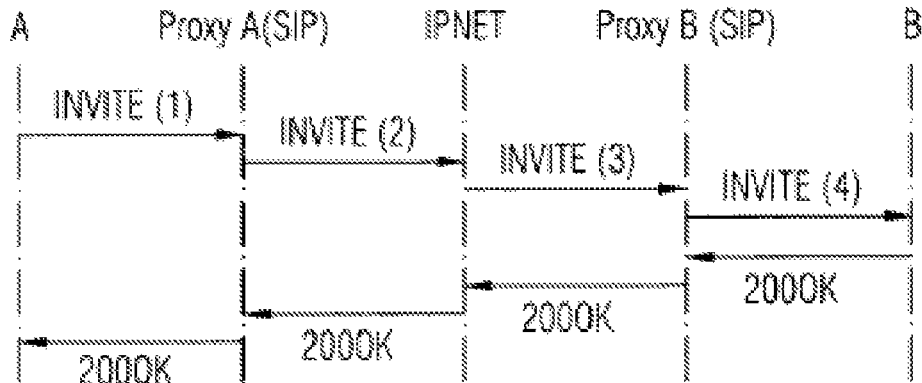 A
Proxy A(SIP)
IPNET
Proxy B (SIP)
B
INVITE (1)
INVITE (2)
INVITE (3)
INVITE (4)
200OK
200OK
200OK
200OK